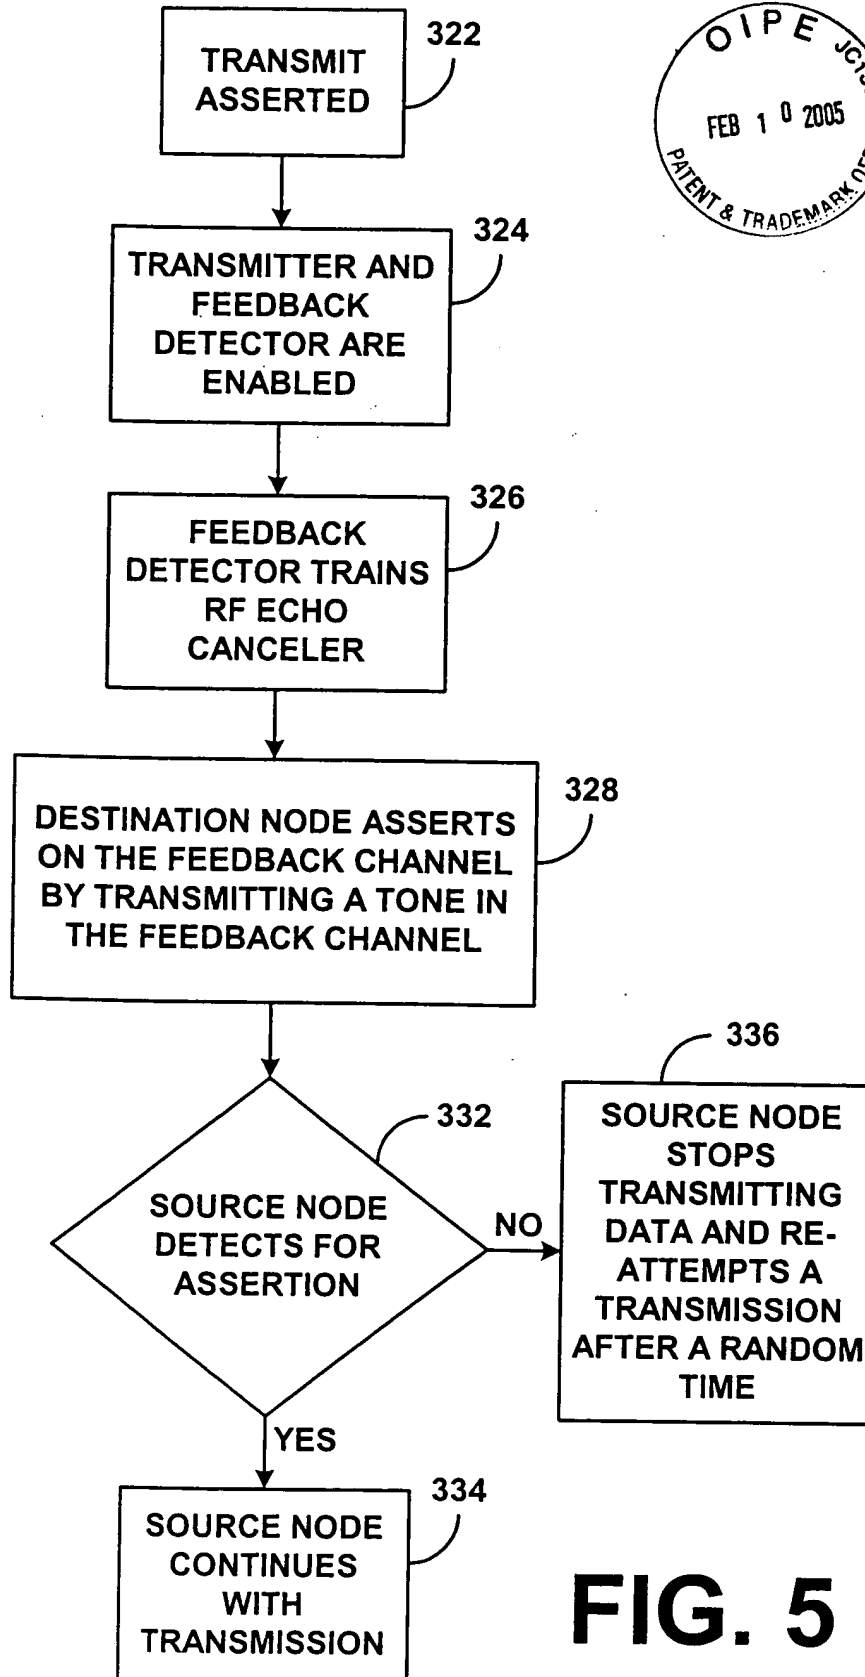 322
TRANSMIT
ASSERTED
OIPE
FEB 10 2005
PATENT & TRADEMARK
324
TRANSMITTER AND
FEEDBACK
DETECTOR ARE
ENABLED
326
FEEDBACK
DETECTOR TRAINS
RF ECHO
CANCELER
328
DESTINATION NODE ASSERTS
ON THE FEEDBACK CHANNEL
BY TRANSMITTING A TONE IN
THE FEEDBACK CHANNEL
332
SOURCE NODE
DETECTS FOR
ASSERTION
NO
336
SOURCE NODE
STOPS
TRANSMITTING
DATA AND RE-
ATTEMPTS A
TRANSMISSION
AFTER A RANDOM
TIME
YES
334
SOURCE NODE
CONTINUES
WITH
TRANSMISSION
FIG. 5